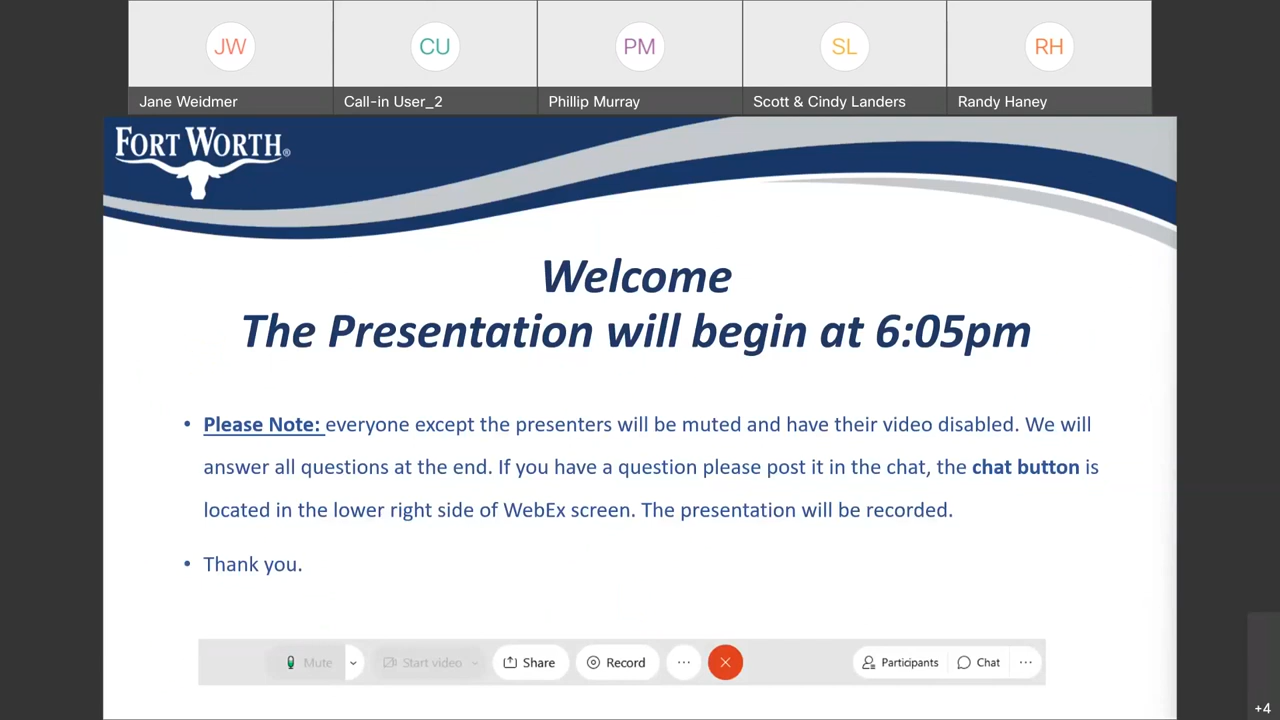 JW
CU
PM
SL
RH
Jane Weidmer
Call-in User_2
Phillip Murray
Scott & Cindy Landers
Randy Haney
FORT WORTH®
Welcome
The Presentation will begin at 6:05pm
• Please Note: everyone except the presenters will be muted and have their video disabled. We will
answer all questions at the end. If you have a question please post it in the chat, the chat button is
located in the lower right side of WebEx screen. The presentation will be recorded.
• Thank you.
Mute
Start video
Share
Record
...
Participants
Chat
...
+4